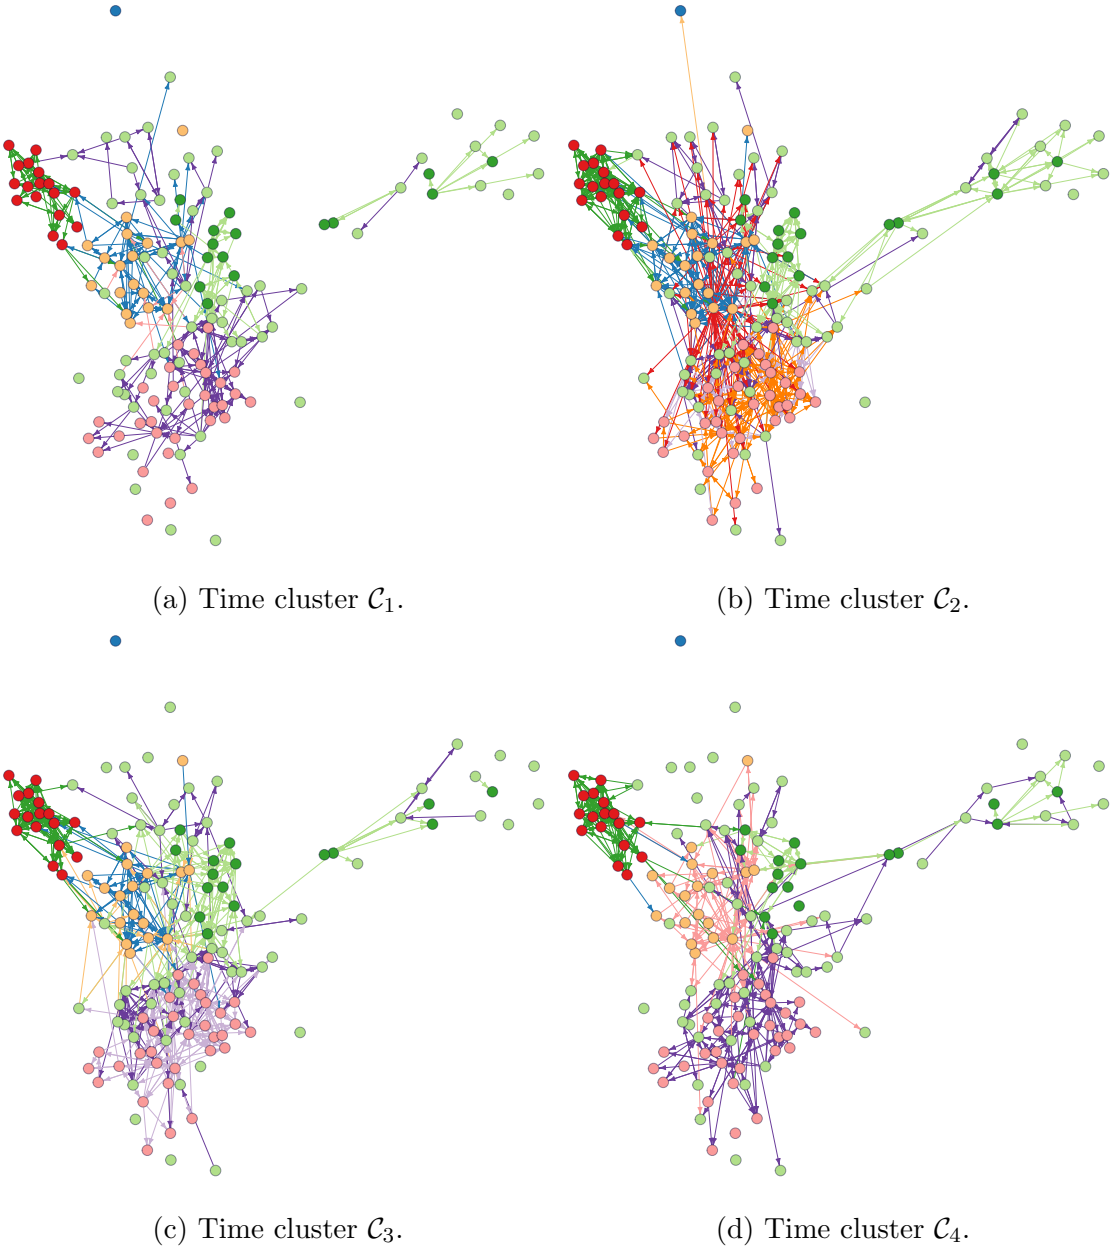 (a) Time cluster 𝒞₁.
(b) Time cluster 𝒞₂.
(c) Time cluster 𝒞₃.
(d) Time cluster 𝒞₄.